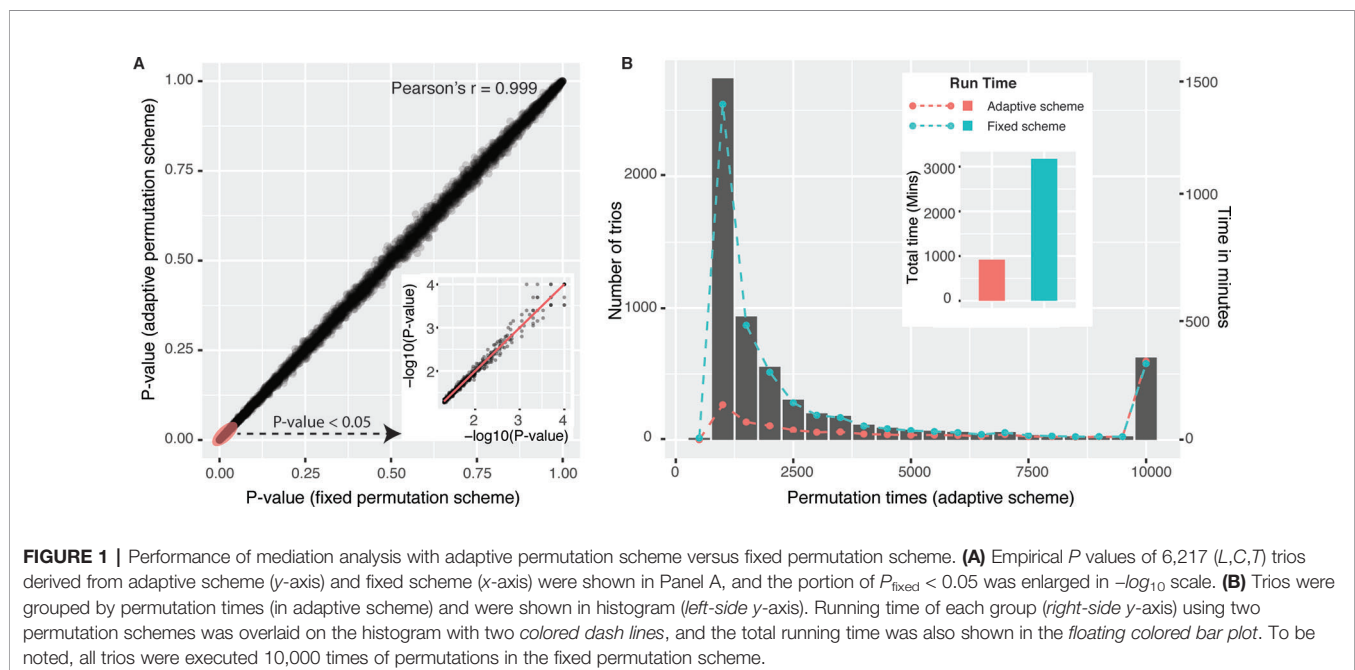 A
Pearson's r = 0.999
P-value (adaptive permutation scheme)
1.00
0.75
0.50
0.25
0.00
0.00
0.25
0.50
0.75
1.00
P-value (fixed permutation scheme)
P-value < 0.05
−log10(P-value)
4
3
2
2
3
4
−log10(P-value)
B
Number of trios
2000
1000
0
0
2500
5000
7500
10000
Permutation times (adaptive scheme)
1500
1000
500
0
Time in minutes
Run Time
Adaptive scheme
Fixed scheme
Total time (Mins)
3000
2000
1000
0
FIGURE 1 | Performance of mediation analysis with adaptive permutation scheme versus fixed permutation scheme. (A) Empirical P values of 6,217 (L,C,T) trios
derived from adaptive scheme (y-axis) and fixed scheme (x-axis) were shown in Panel A, and the portion of Pfixed < 0.05 was enlarged in −log10 scale. (B) Trios were
grouped by permutation times (in adaptive scheme) and were shown in histogram (left-side y-axis). Running time of each group (right-side y-axis) using two
permutation schemes was overlaid on the histogram with two colored dash lines, and the total running time was also shown in the floating colored bar plot. To be
noted, all trios were executed 10,000 times of permutations in the fixed permutation scheme.